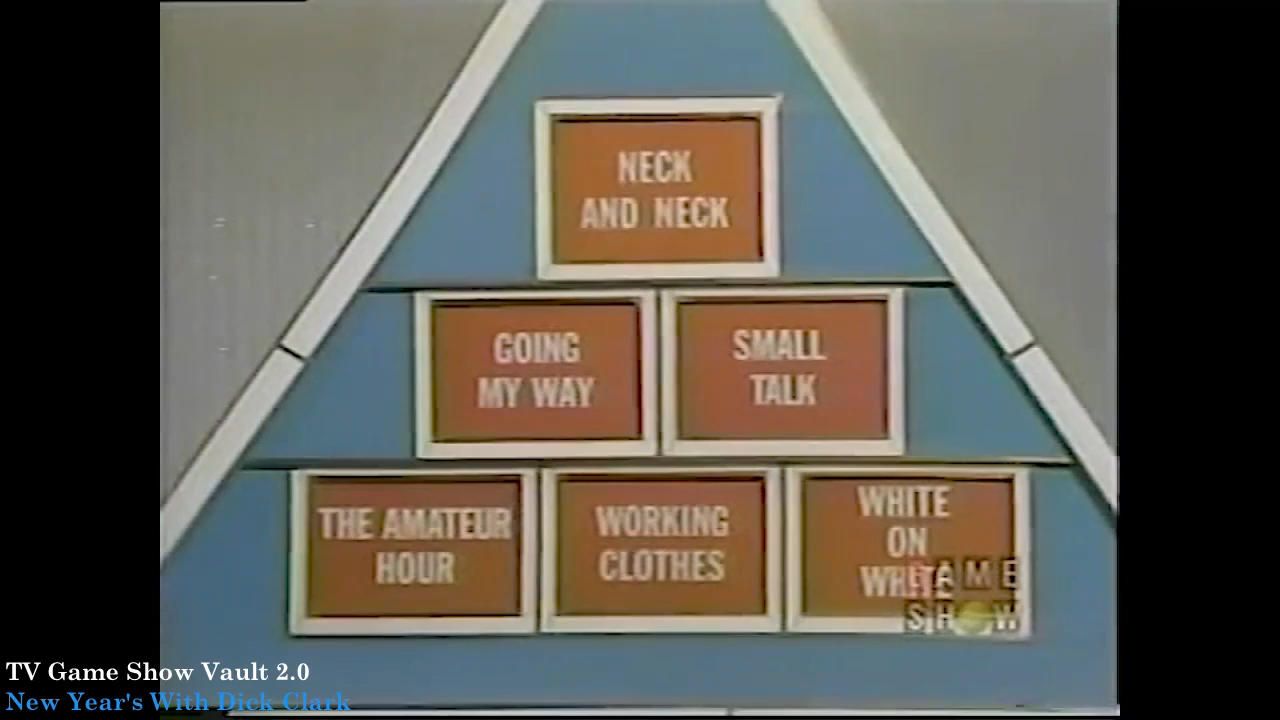 NECK
AND NECK
GOING
MY WAY
SMALL
TALK
THE AMATEUR
HOUR
WORKING
CLOTHES
WHITE
ON
WHITE
GAME
SHOW
TV Game Show Vault 2.0
New Year's With Dick Clark